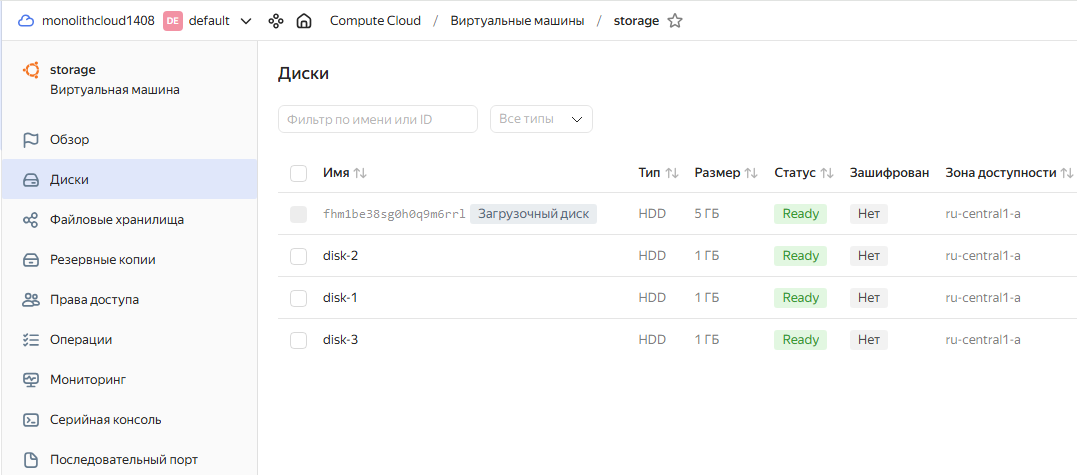 monolithcloud1408 DE default Compute Cloud / Виртуальные машины / storage
storage
Виртуальная машина
Обзор
Диски
Файловые хранилища
Резервные копии
Права доступа
Операции
Мониторинг
Серийная консоль
Последовательный порт
Диски
Фильтр по имени или ID Все типы
Имя Тип Размер Статус Зашифрован Зона доступности
fhm1be38sg0h0q9m6rrl Загрузочный диск HDD 5 ГБ Ready Нет ru-central1-a
disk-2 HDD 1 ГБ Ready Нет ru-central1-a
disk-1 HDD 1 ГБ Ready Нет ru-central1-a
disk-3 HDD 1 ГБ Ready Нет ru-central1-a